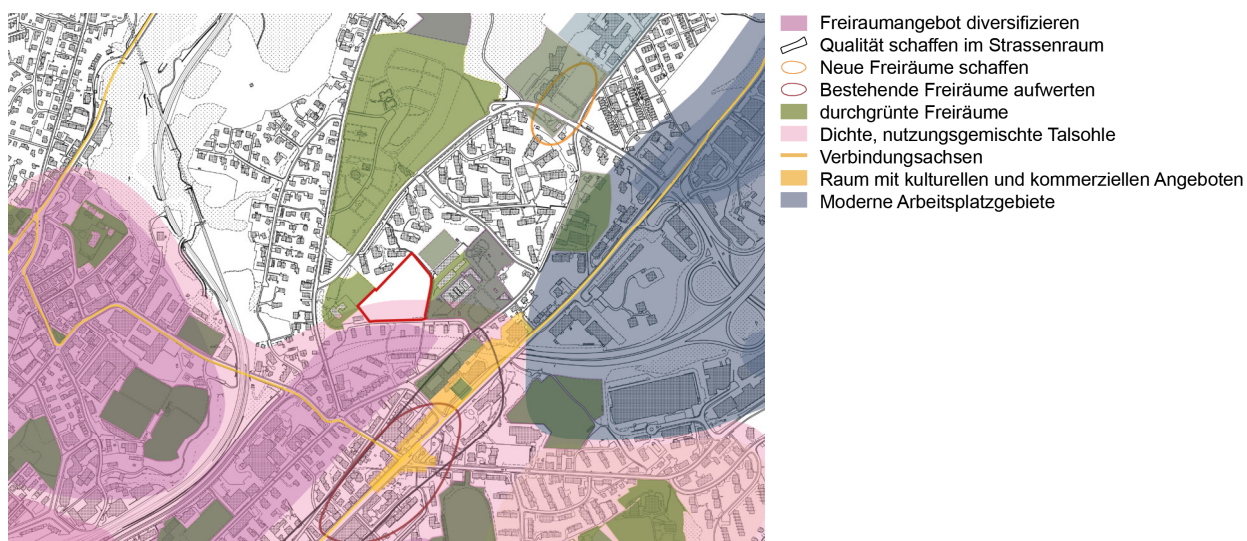 Freiraumangebot diversifizieren
Qualität schaffen im Strassenraum
Neue Freiräume schaffen
Bestehende Freiräume aufwerten
durchgrünte Freiräume
Dichte, nutzungsgemischte Talsohle
Verbindungsachsen
Raum mit kulturellen und kommerziellen Angeboten
Moderne Arbeitsplatzgebiete